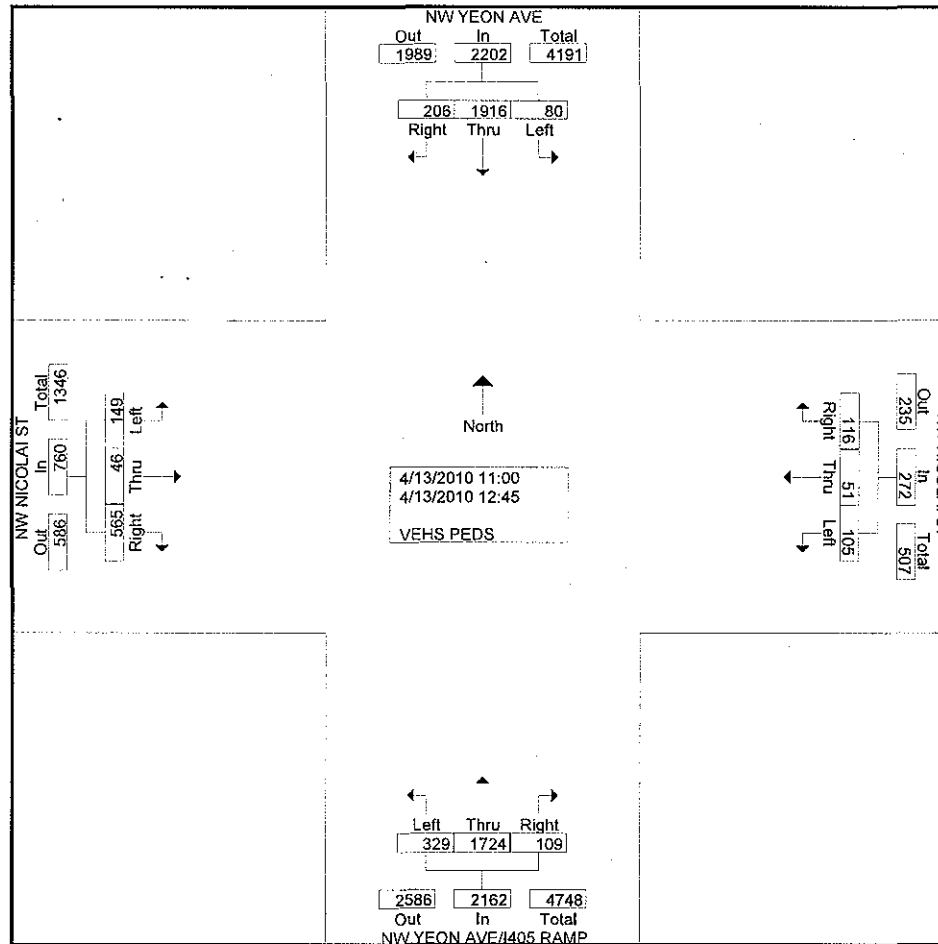 NW YEON AVE
Out In Total
1989 2202 4191
206 1916 80
Right Thru Left
NW NICOLAI ST
Total 1346
In 760
Out 586
149 Left
46 Thru
565 Right
North
4/13/2010 11:00
4/13/2010 12:45
VEHS PEDS
Right 116
Thru 51
Left 105
Out 235
In 272
Total 507
Left Thru Right
329 1724 109
2586 2162 4748
Out In Total
NW YEON AVE/I405 RAMP